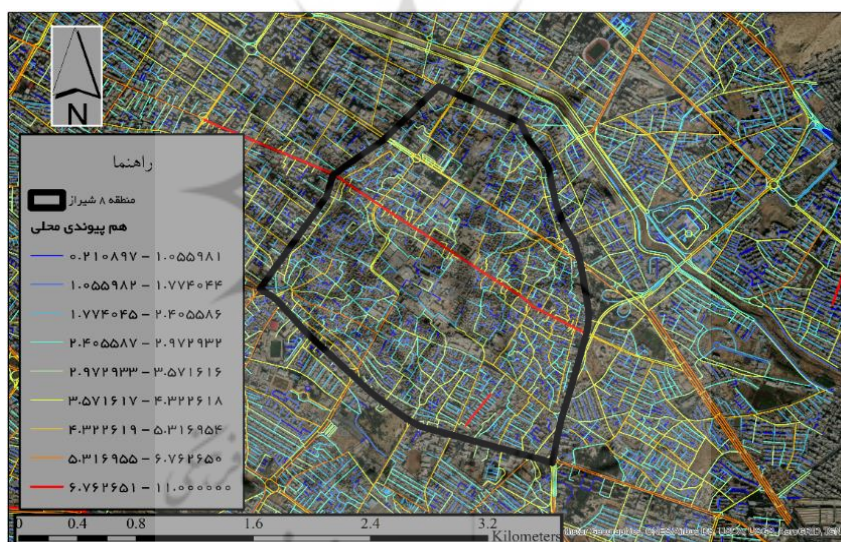 N
راهنما
منطقه ۸ شیراز
هم پیوندی محلی
۰.۲۱۰۸۹۷ – ۱.۰۵۵۹۸۱
۱.۰۵۵۹۸۲ – ۱.۷۷۴۰۴۴
۱.۷۷۴۰۴۵ – ۲.۴۰۵۵۸۶
۲.۴۰۵۵۸۷ – ۲.۹۷۲۹۳۲
۲.۹۷۲۹۳۳ – ۳.۵۷۱۶۱۶
۳.۵۷۱۶۱۷ – ۴.۳۲۲۶۱۸
۴.۳۲۲۶۱۹ – ۵.۳۱۶۹۵۴
۵.۳۱۶۹۵۵ – ۶.۷۶۲۶۵۰
۶.۷۶۲۶۵۱ – ۱۱.۰۰۰۰۰۰
0 0.4 0.8 1.6 2.4 3.2
Kilometers